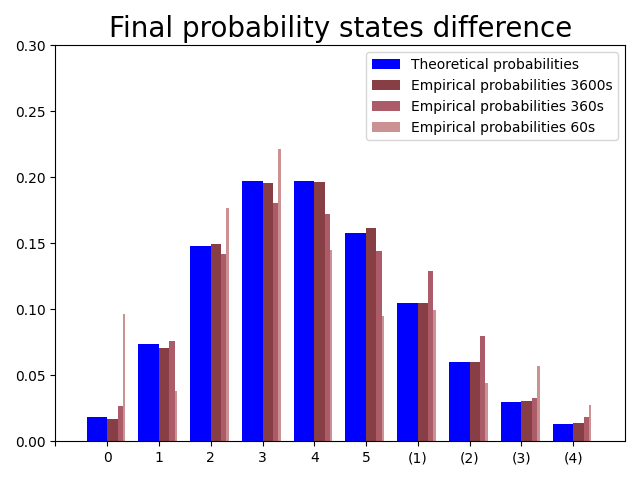 Final probability states difference
0.30
0.25
0.20
0.15
0.10
0.05
0.00
Theoretical probabilities
Empirical probabilities 3600s
Empirical probabilities 360s
Empirical probabilities 60s
0 1 2 3 4 5 (1) (2) (3) (4)